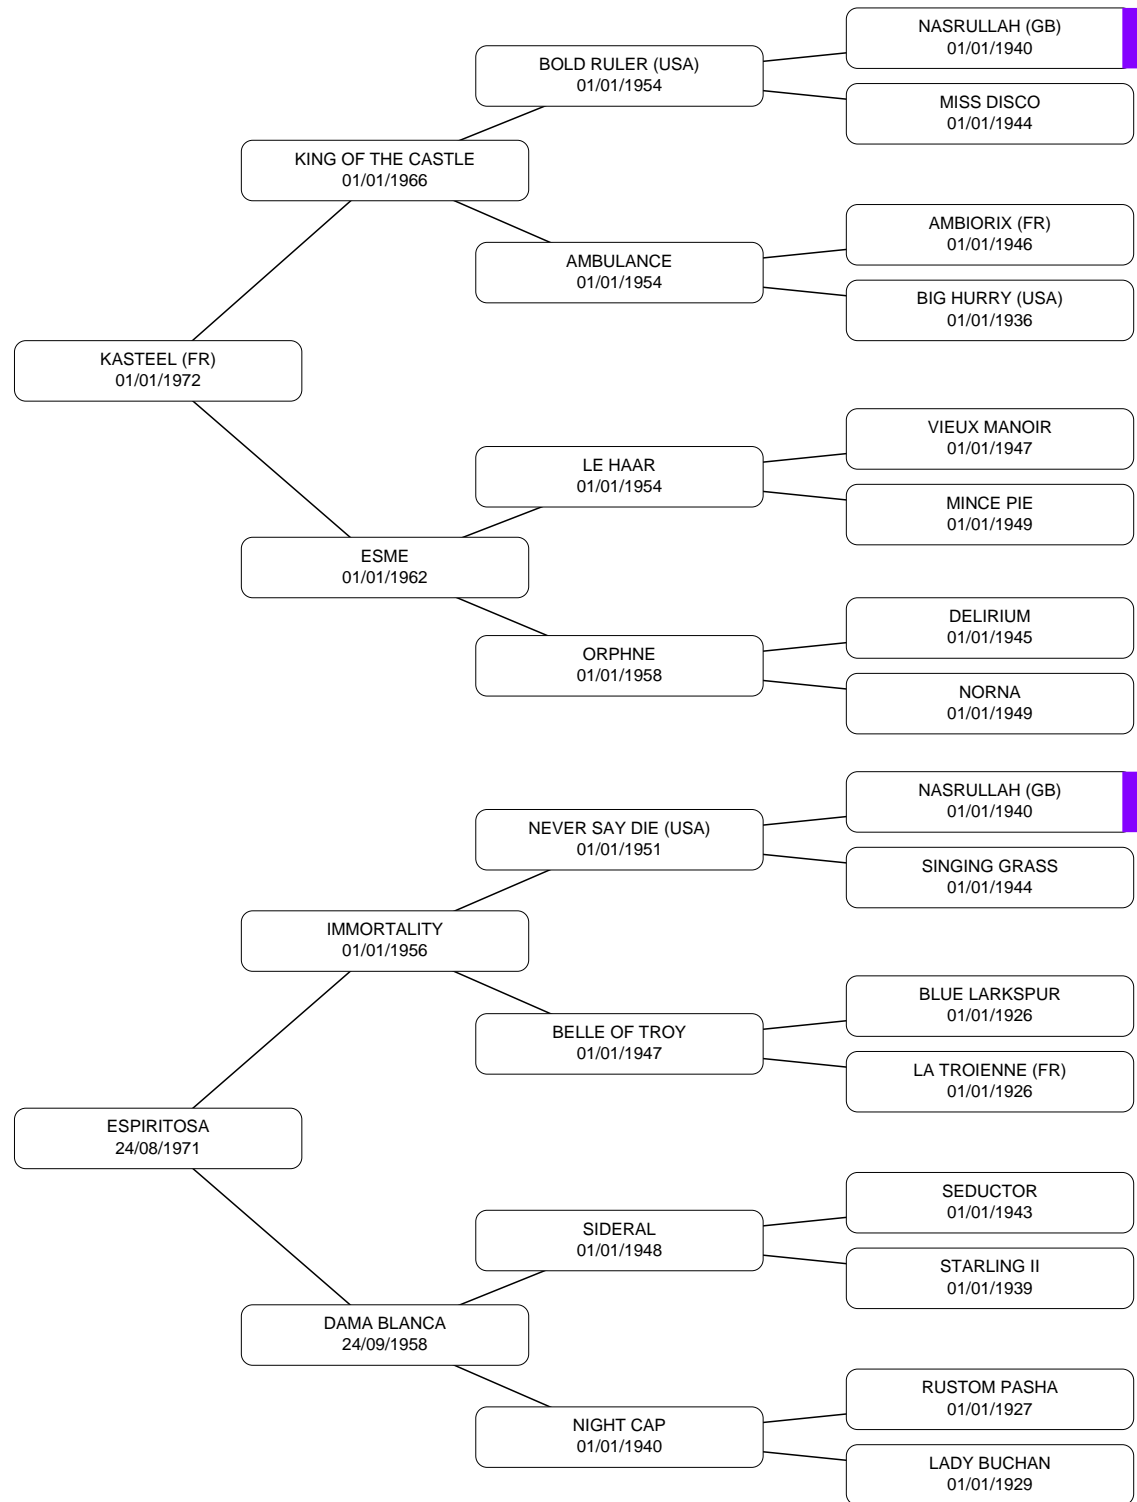 NASRULLAH (GB)
01/01/1940
BOLD RULER (USA)
01/01/1954
MISS DISCO
01/01/1944
KING OF THE CASTLE
01/01/1966
AMBIORIX (FR)
01/01/1946
AMBULANCE
01/01/1954
BIG HURRY (USA)
01/01/1936
KASTEEL (FR)
01/01/1972
VIEUX MANOIR
01/01/1947
LE HAAR
01/01/1954
MINCE PIE
01/01/1949
ESME
01/01/1962
DELIRIUM
01/01/1945
ORPHNE
01/01/1958
NORNA
01/01/1949
NASRULLAH (GB)
01/01/1940
NEVER SAY DIE (USA)
01/01/1951
SINGING GRASS
01/01/1944
IMMORTALITY
01/01/1956
BLUE LARKSPUR
01/01/1926
BELLE OF TROY
01/01/1947
LA TROIENNE (FR)
01/01/1926
ESPIRITOSA
24/08/1971
SEDUCTOR
01/01/1943
SIDERAL
01/01/1948
STARLING II
01/01/1939
DAMA BLANCA
24/09/1958
RUSTOM PASHA
01/01/1927
NIGHT CAP
01/01/1940
LADY BUCHAN
01/01/1929